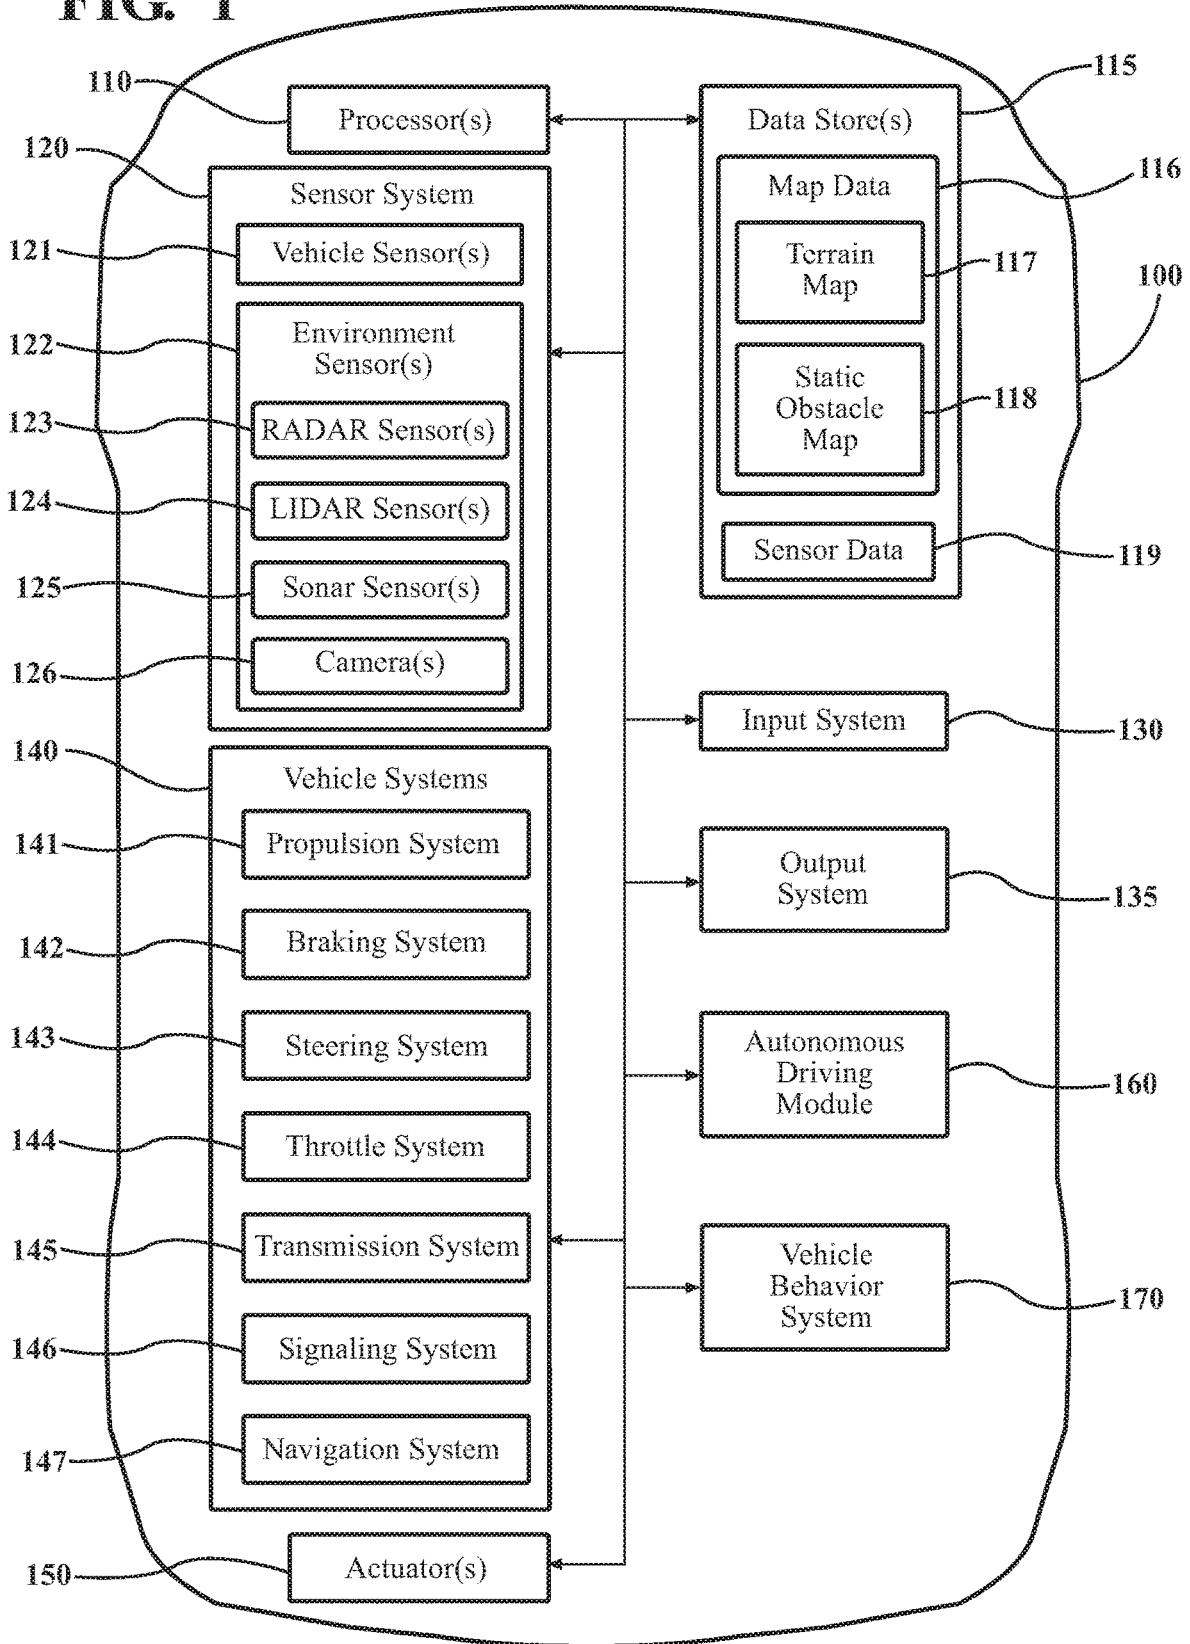 FIG. 1
110
Processor(s)
120
Sensor System
121
Vehicle Sensor(s)
122
Environment
Sensor(s)
123
RADAR Sensor(s)
124
LIDAR Sensor(s)
125
Sonar Sensor(s)
126
Camera(s)
140
Vehicle Systems
141
Propulsion System
142
Braking System
143
Steering System
144
Throttle System
145
Transmission System
146
Signaling System
147
Navigation System
150
Actuator(s)
115
Data Store(s)
116
Map Data
Terrain
Map
117
100
Static
Obstacle
Map
118
Sensor Data
119
Input System
130
Output
System
135
Autonomous
Driving
Module
160
Vehicle
Behavior
System
170